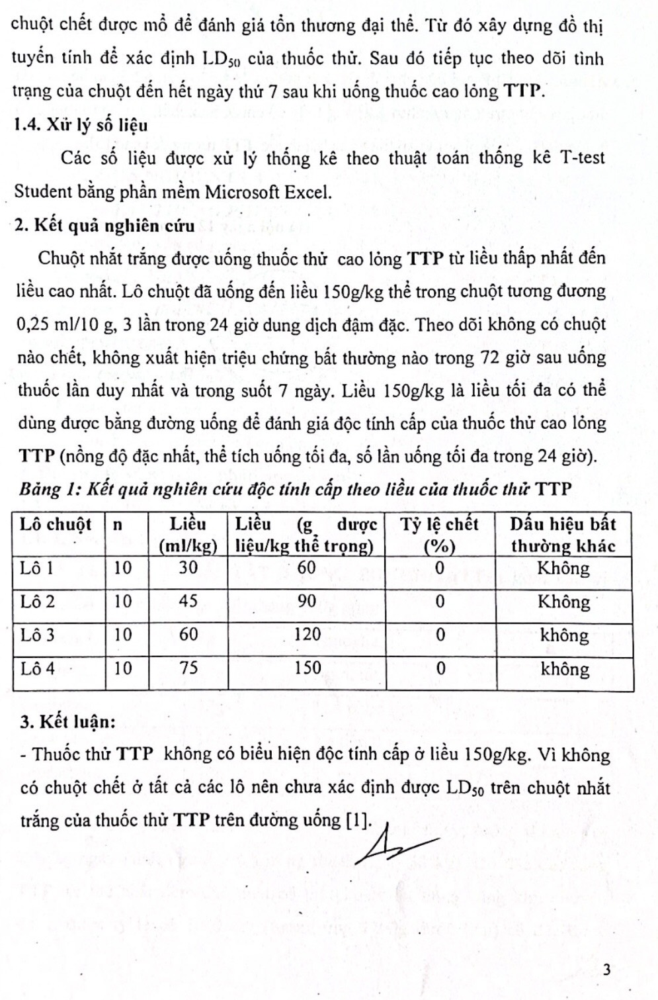 chuột chết được mổ để đánh giá tổn thương đại thể. Từ đó xây dựng đồ thị
tuyến tính để xác định LD50 của thuốc thử. Sau đó tiếp tục theo dõi tình
trạng của chuột đến hết ngày thứ 7 sau khi uống thuốc cao lỏng TTP.
1.4. Xử lý số liệu
Các số liệu được xử lý thống kê theo thuật toán thống kê T-test
Student bằng phần mềm Microsoft Excel.
2. Kết quả nghiên cứu
Chuột nhắt trắng được uống thuốc thử cao lỏng TTP từ liều thấp nhất đến
liều cao nhất. Lô chuột đã uống đến liều 150g/kg thể trong chuột tương đương
0,25 ml/10 g, 3 lần trong 24 giờ dung dịch đậm đặc. Theo dõi không có chuột
nào chết, không xuất hiện triệu chứng bất thường nào trong 72 giờ sau uống
thuốc lần duy nhất và trong suốt 7 ngày. Liều 150g/kg là liều tối đa có thể
dùng được bằng đường uống để đánh giá độc tính cấp của thuốc thử cao lỏng
TTP (nồng độ đặc nhất, thể tích uống tối đa, số lần uống tối đa trong 24 giờ).
Bảng 1: Kết quả nghiên cứu độc tính cấp theo liều của thuốc thử TTP
Lô chuột n Liều Liều (g dược Tỷ lệ chết Dấu hiệu bất
(ml/kg) liệu/kg thể trọng) (%) thường khác
Lô 1 10 30 60 0 Không
Lô 2 10 45 90 0 Không
Lô 3 10 60 120 0 không
Lô 4 10 75 150 0 không
3. Kết luận:
- Thuốc thử TTP không có biểu hiện độc tính cấp ở liều 150g/kg. Vì không
có chuột chết ở tất cả các lô nên chưa xác định được LD50 trên chuột nhắt
trắng của thuốc thử TTP trên đường uống [1].
3